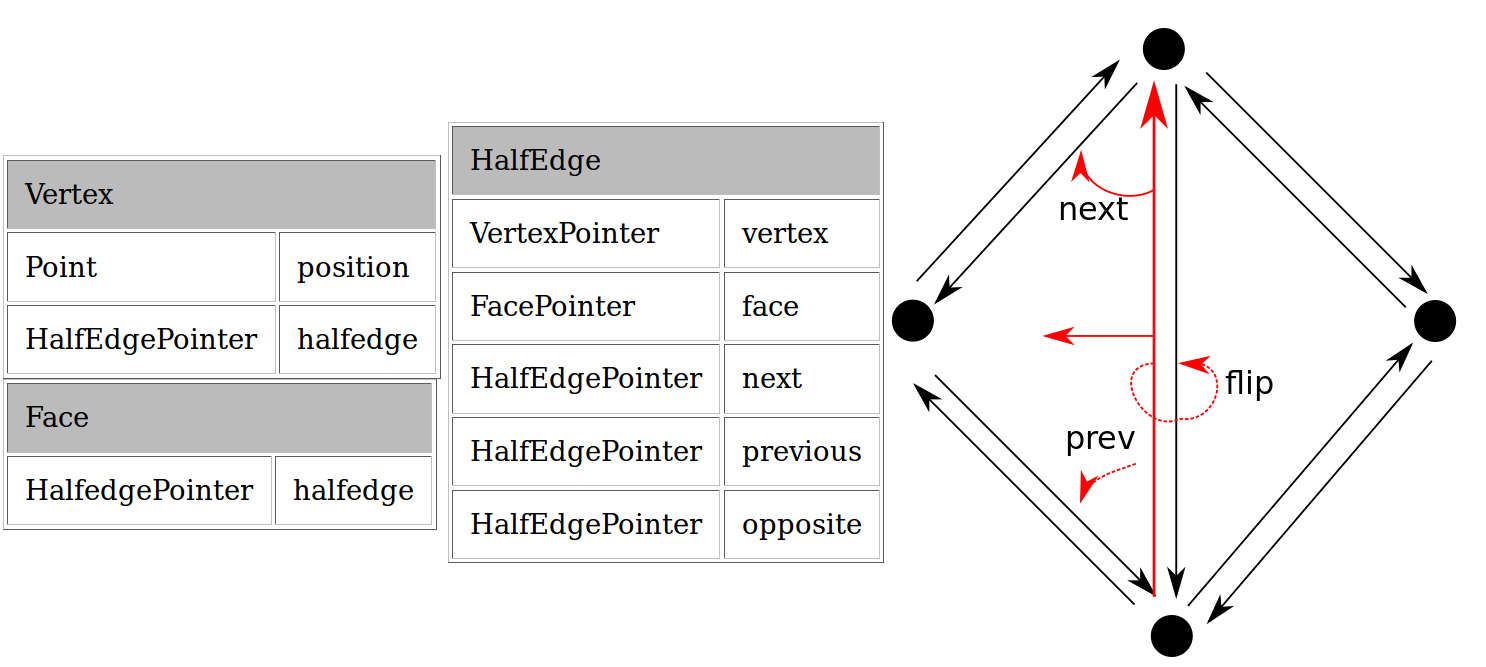 Vertex
Point position
HalfEdgePointer halfedge
Face
HalfedgePointer halfedge
HalfEdge
VertexPointer vertex
FacePointer face
HalfEdgePointer next
HalfEdgePointer previous
HalfEdgePointer opposite
next
flip
prev